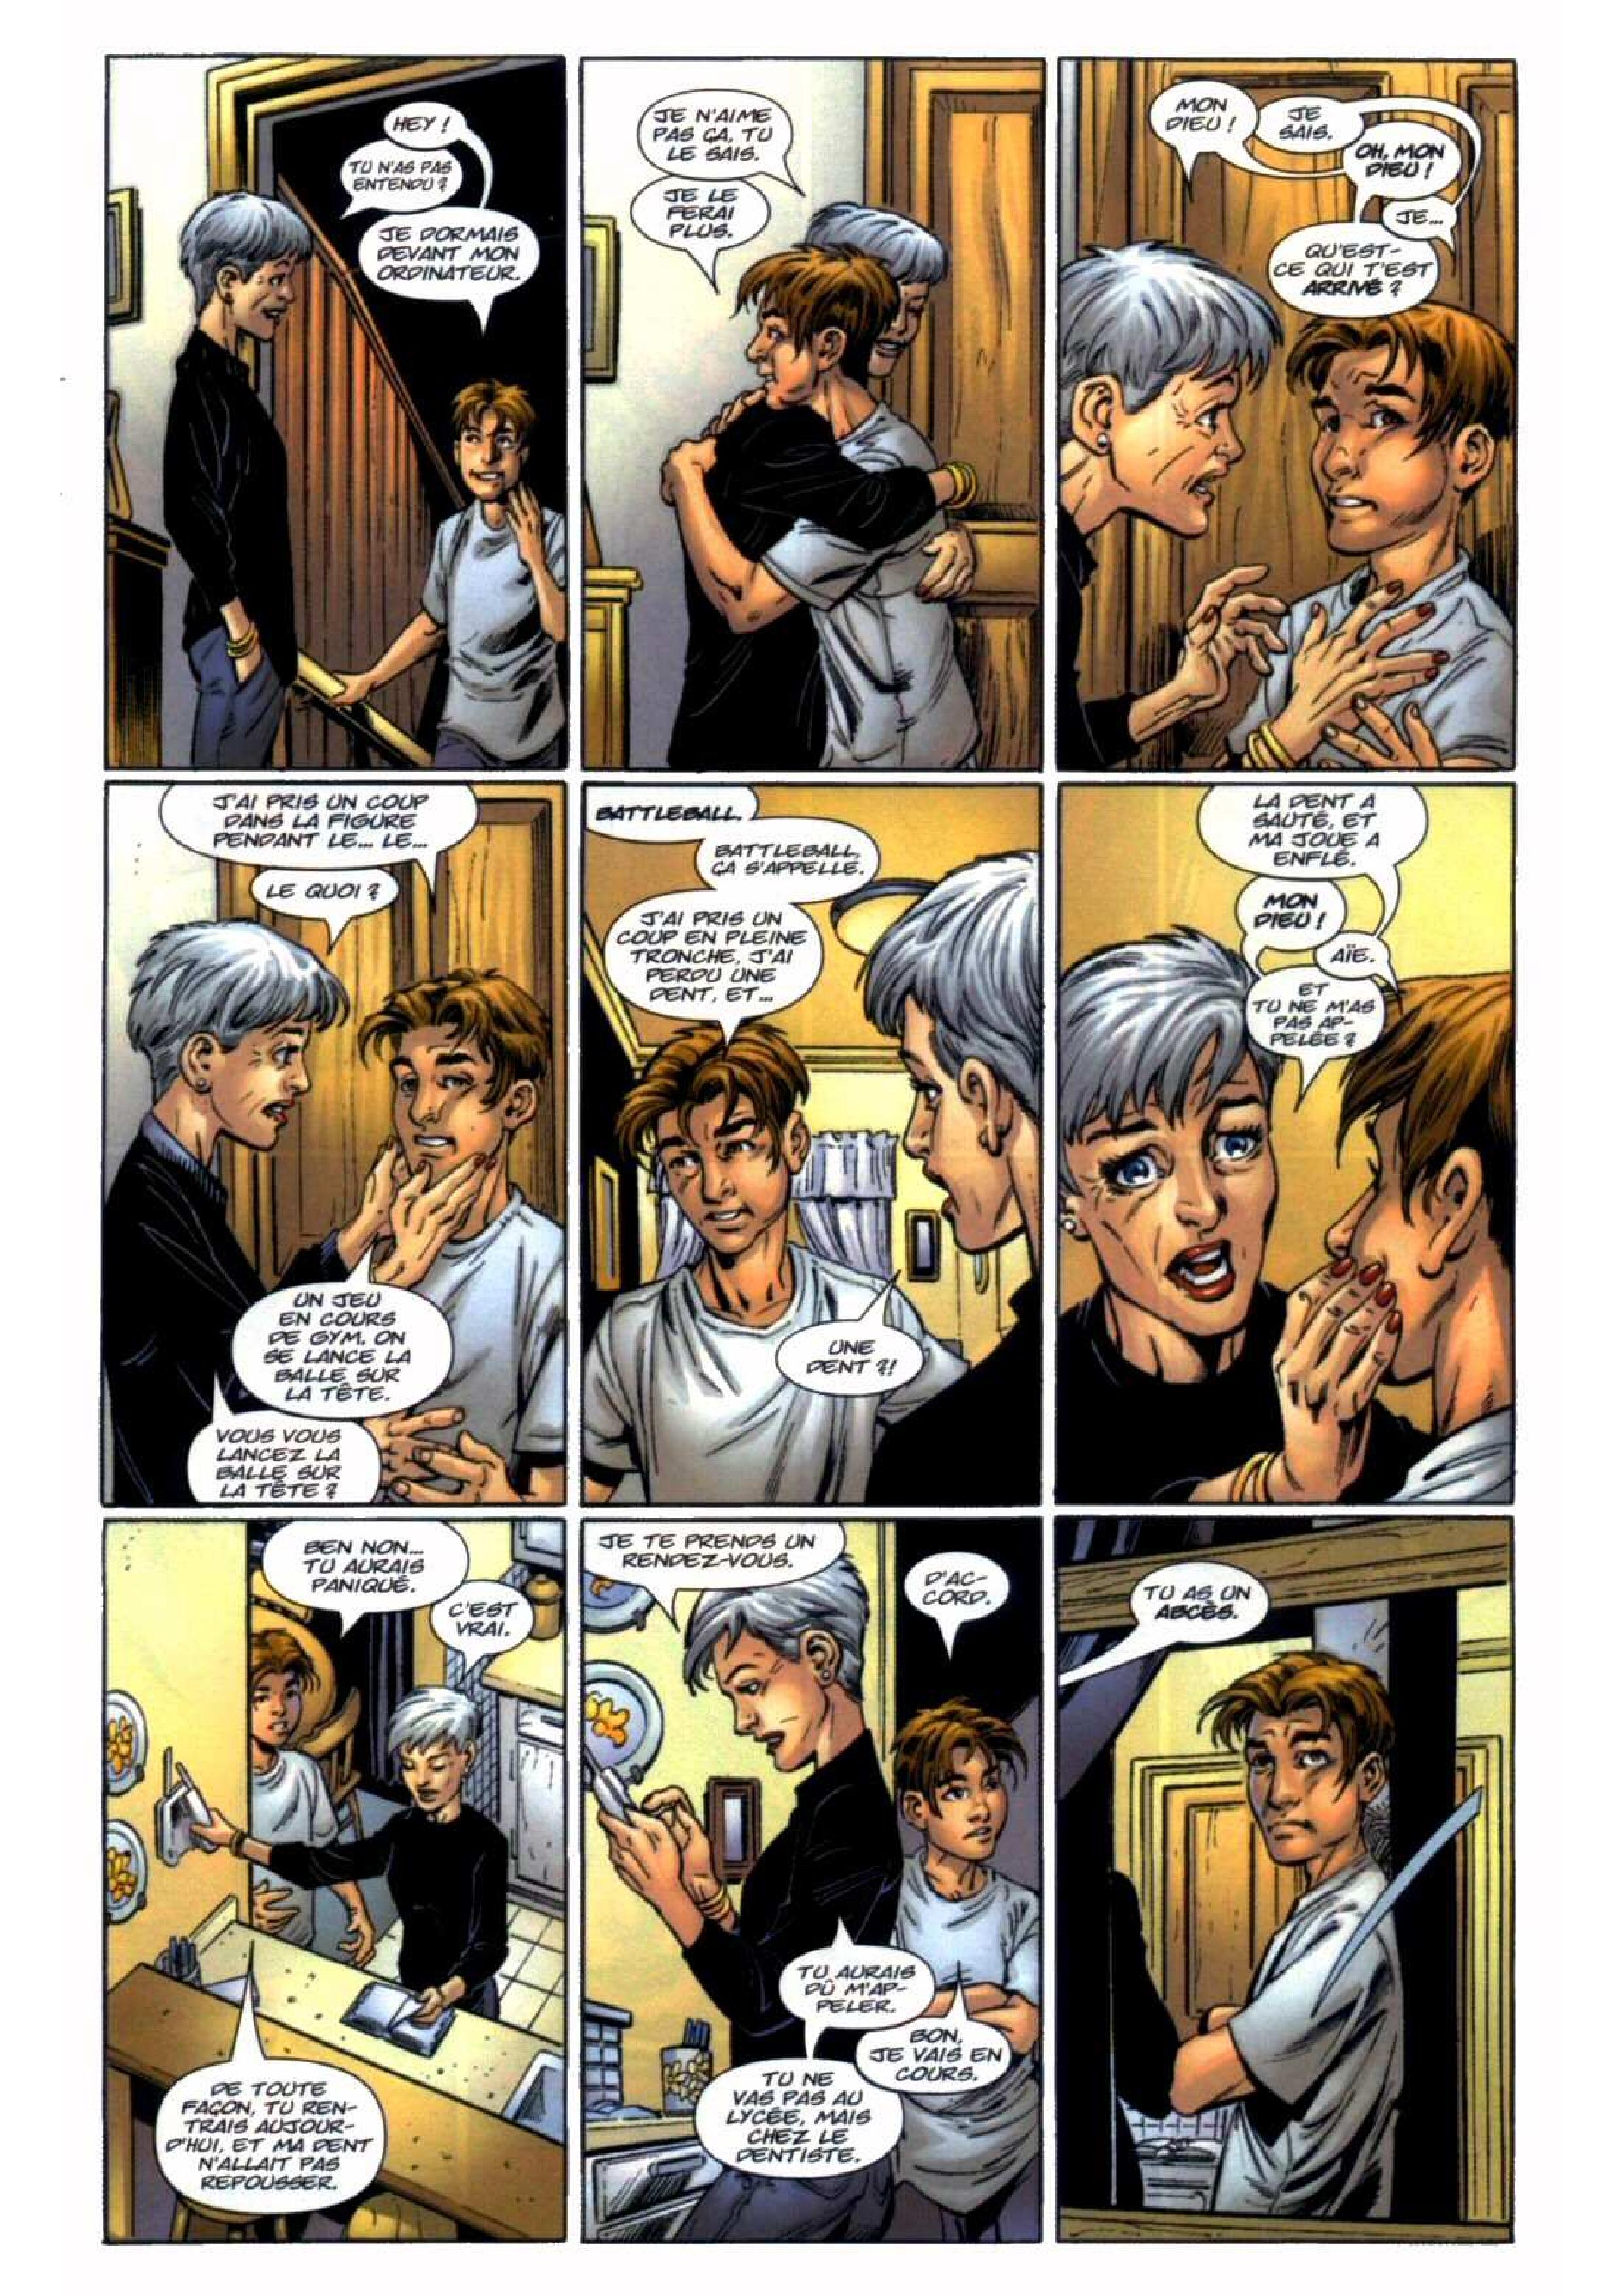 HEY !
TU N'AS PAS
ENTENDU ?
JE DORMAIS
DEVANT MON
ORDINATEUR.
JE N'AIME
PAS ÇA, TU
LE SAIS.
JE LE
FERAI
PLUS.
MON
DIEU !
JE
SAIS.
OH, MON
DIEU !
JE...
QU'EST-
CE QUI T'EST
ARRIVÉ ?
J'AI PRIS UN COUP
DANS LA FIGURE
PENDANT LE... LE...
LE QUOI ?
UN JEU
EN COURS
DE GYM. ON
SE LANCE LA
BALLE SUR
LA TÊTE.
VOUS VOUS
LANCEZ LA
BALLE SUR
LA TÊTE ?
BATTLEBALL.
BATTLEBALL,
ÇA S'APPELLE.
J'AI PRIS UN
COUP EN PLEINE
TRONCHE, J'AI
PERDU UNE
DENT, ET...
UNE
DENT ?!
LA DENT A
SAUTÉ, ET
MA JOUE A
ENFLÉ.
MON
DIEU !
AÏE.
ET
TU NE M'AS
PAS AP-
PELÉE ?
BEN NON...
TU AURAIS
PANIQUÉ.
C'EST
VRAI.
DE TOUTE
FAÇON, TU REN-
TRAIS AUJOUR-
D'HUI, ET MA DENT
N'ALLAIT PAS
REPOUSSER.
JE TE PRENDS UN
RENDEZ-VOUS.
D'AC-
CORD.
TU AURAIS
DÛ M'AP-
PELER.
BON,
JE VAIS EN
COURS.
TU NE
VAS PAS AU
LYCÉE, MAIS
CHEZ LE
DENTISTE.
TU AS UN
ABCÈS.